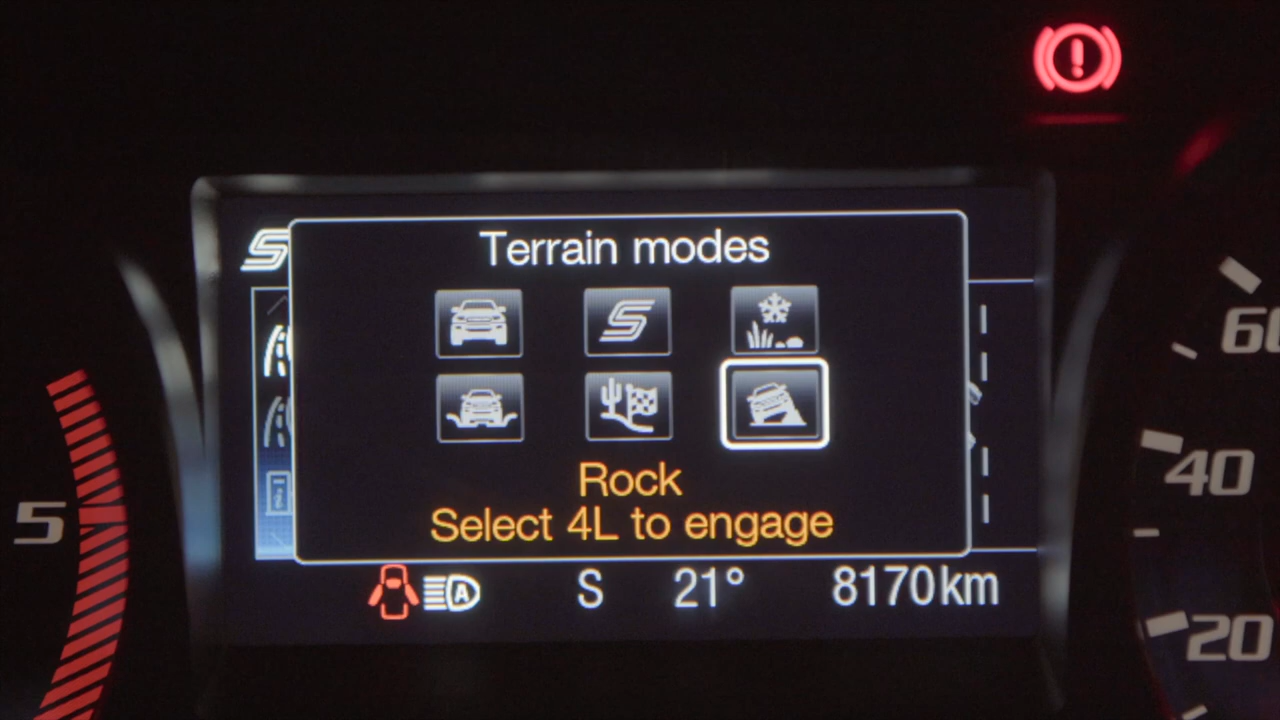 Terrain modes
S
Rock
Select 4L to engage
A S 21° 8170km
5
60
40
20